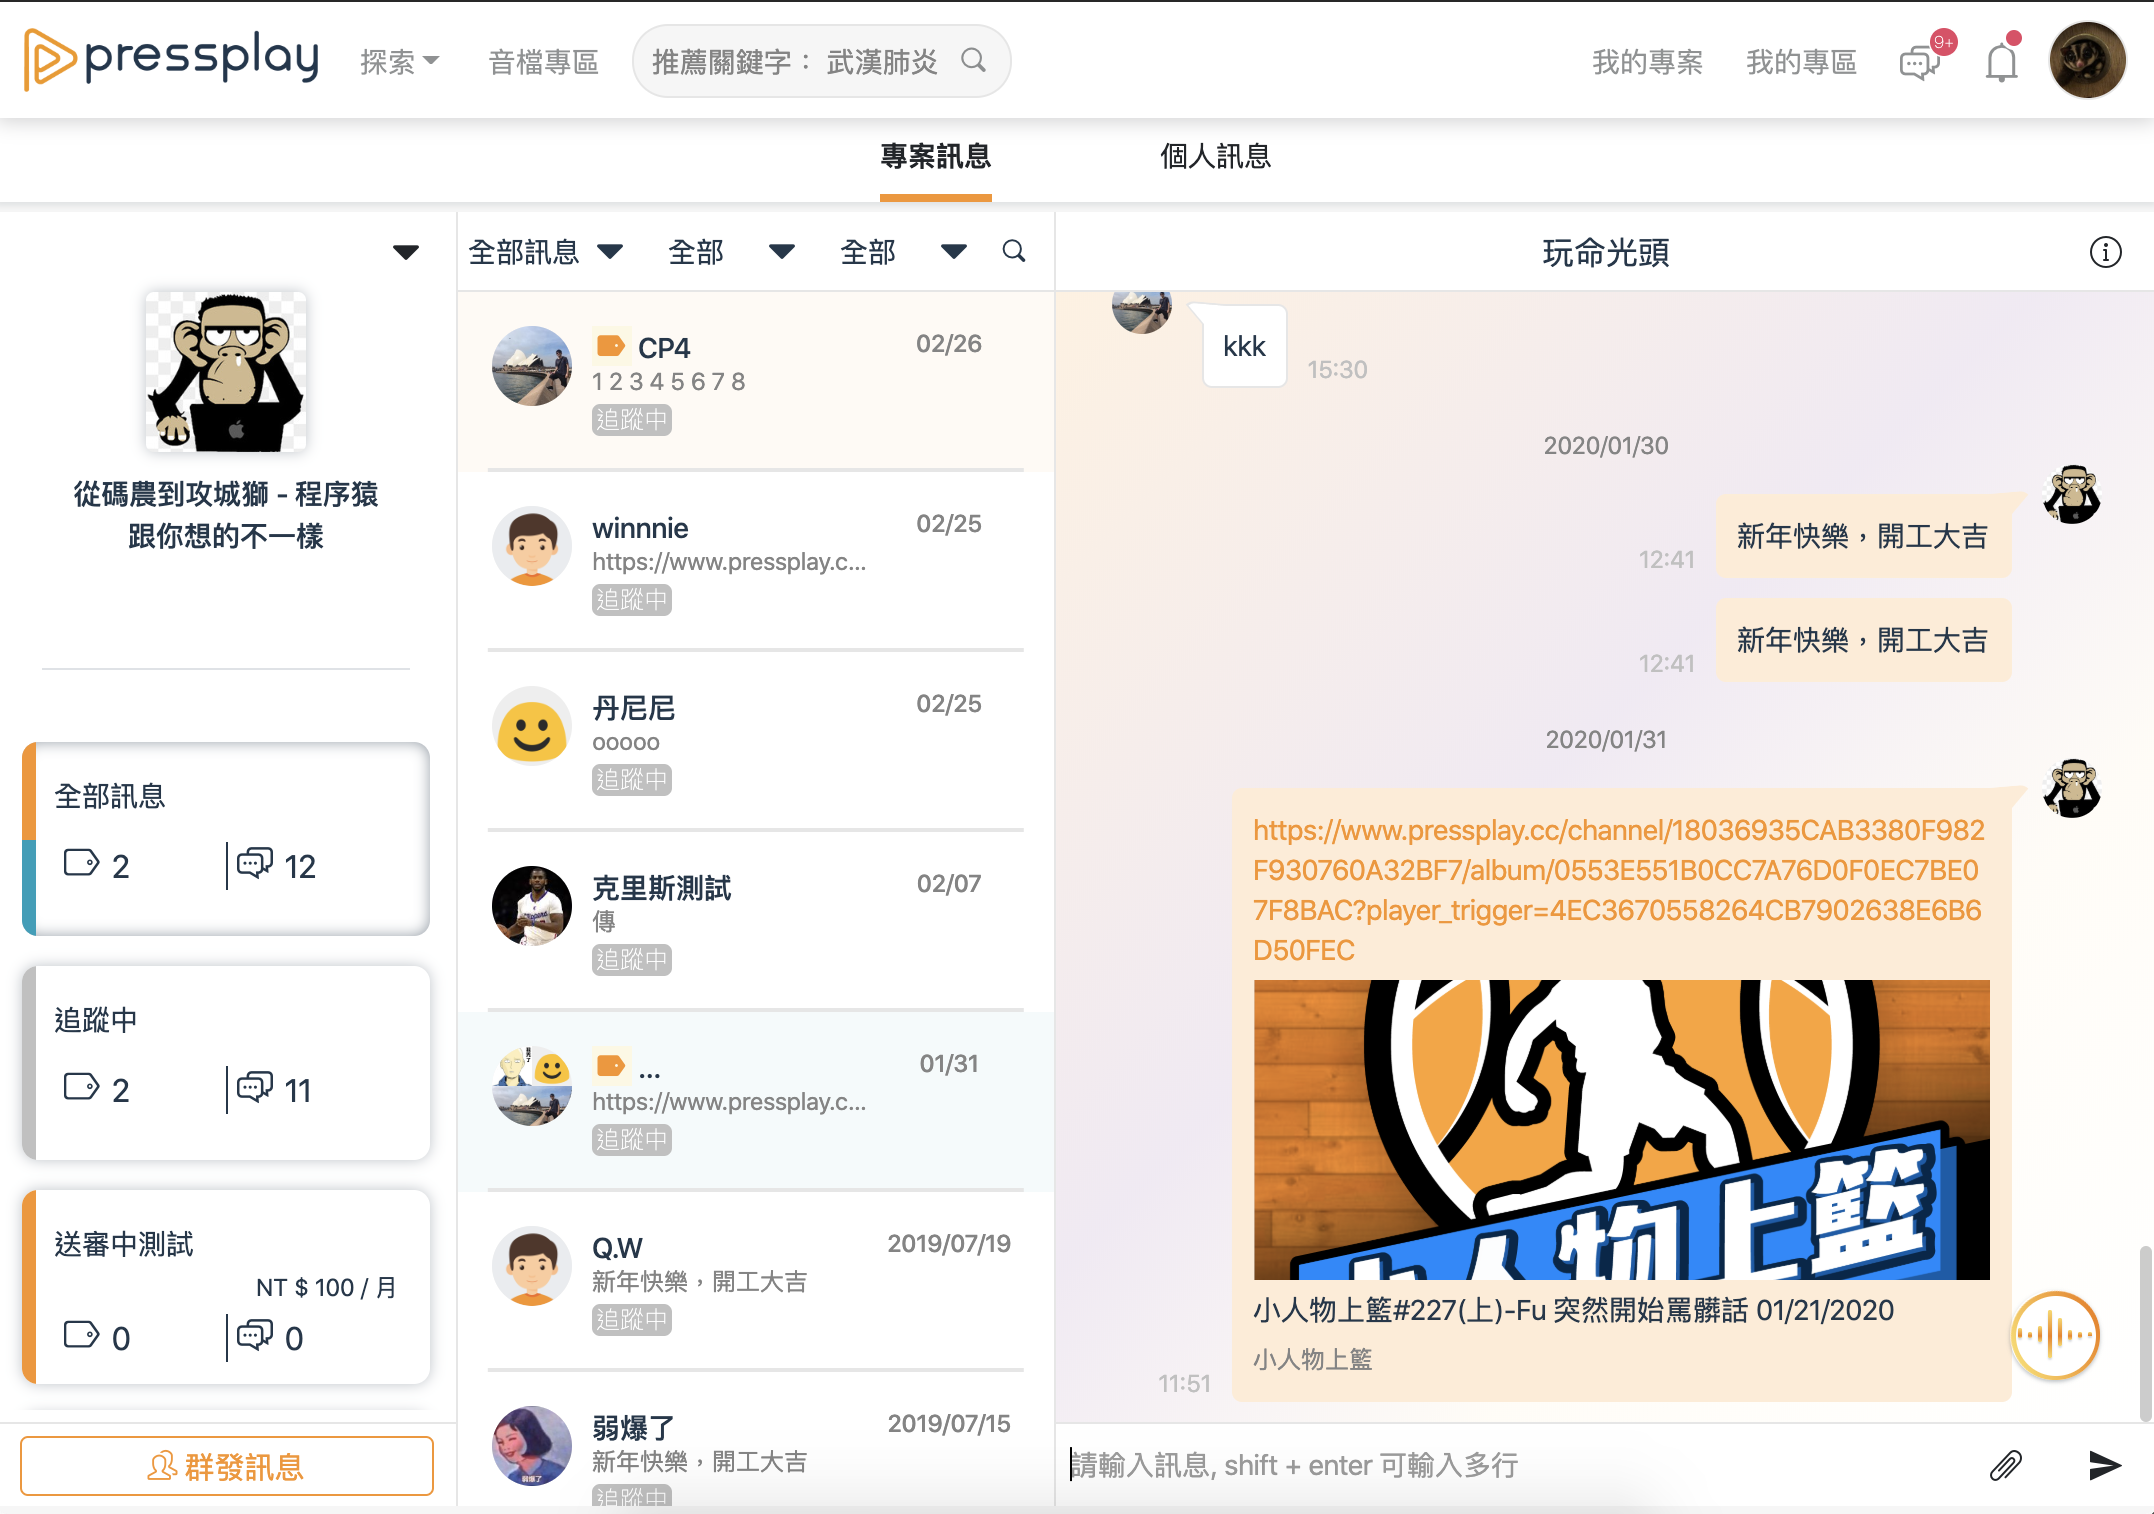 pressplay
探索
音檔專區
推薦關鍵字： 武漢肺炎
我的專案
我的專區
9+
專案訊息
個人訊息
從碼農到攻城獅 - 程序猿
跟你想的不一樣
全部訊息
2
12
追蹤中
2
11
送審中測試
NT $ 100 / 月
0
0
群發訊息
全部訊息
全部
全部
CP4
02/26
1 2 3 4 5 6 7 8
追蹤中
winnnie
02/25
https://www.pressplay.c...
追蹤中
丹尼尼
02/25
ooooo
追蹤中
克里斯測試
02/07
傳
追蹤中
...
01/31
https://www.pressplay.c...
追蹤中
Q.W
2019/07/19
新年快樂，開工大吉
追蹤中
弱爆了
2019/07/15
新年快樂，開工大吉
追蹤中
玩命光頭
kkk
15:30
2020/01/30
新年快樂，開工大吉
12:41
新年快樂，開工大吉
12:41
2020/01/31
https://www.pressplay.cc/channel/18036935CAB3380F982
F930760A32BF7/album/0553E551B0CC7A76D0F0EC7BE0
7F8BAC?player_trigger=4EC3670558264CB7902638E6B6
D50FEC
小人物上籃
小人物上籃#227(上)-Fu 突然開始罵髒話 01/21/2020
小人物上籃
11:51
請輸入訊息, shift + enter 可輸入多行